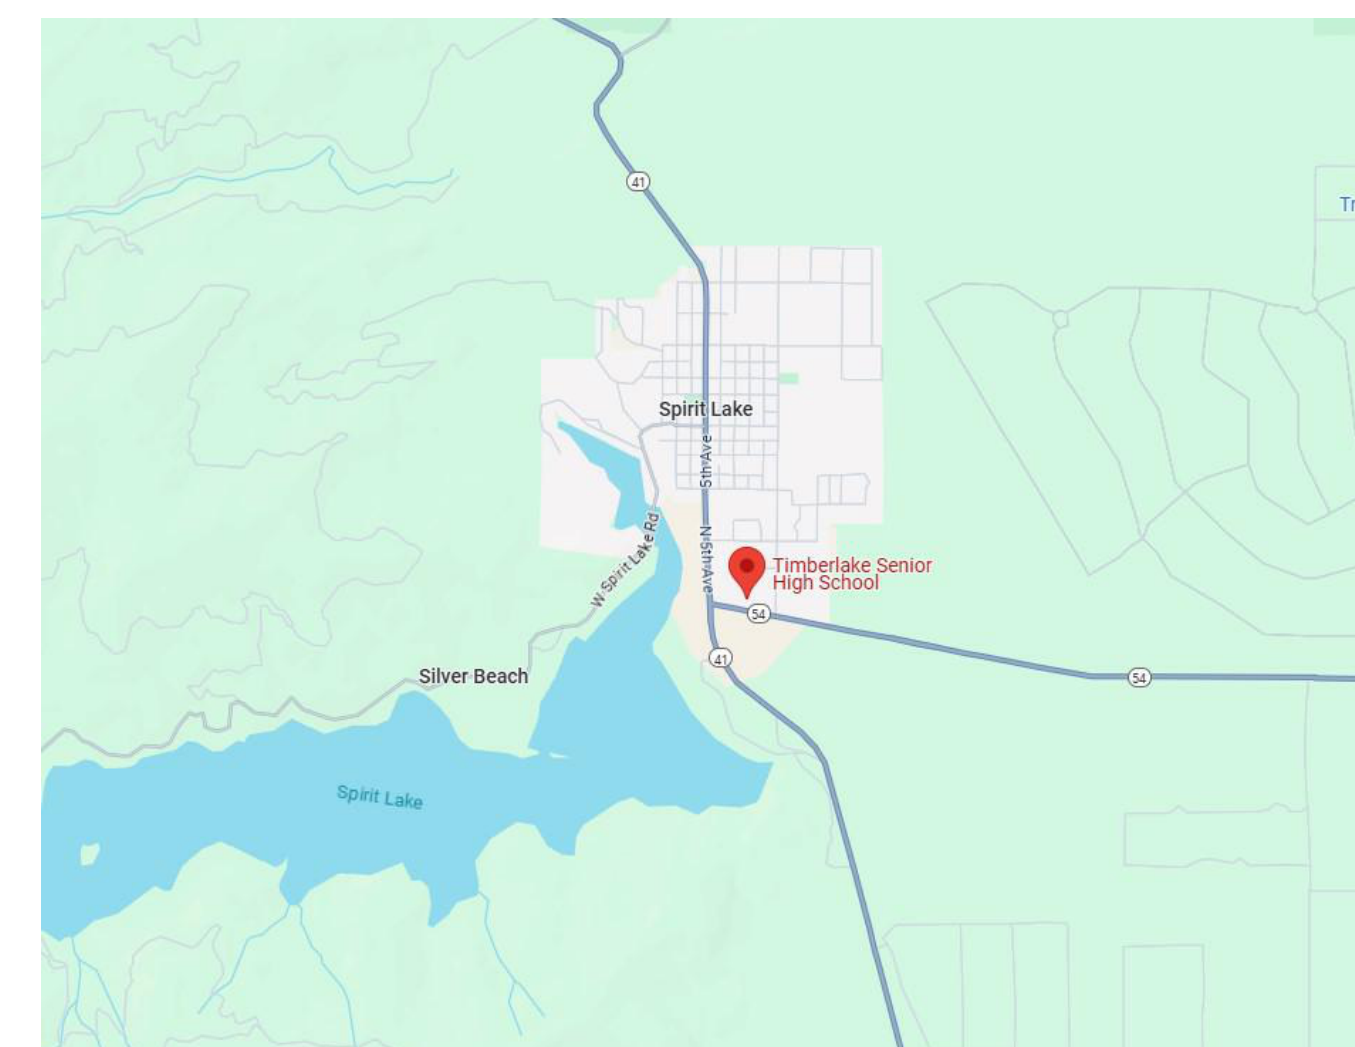 41
Tr
Spirit Lake
5th Ave
N 5th Ave
W Spirit Lake Rd
Timberlake Senior
High School
54
41
54
Silver Beach
Spirit Lake